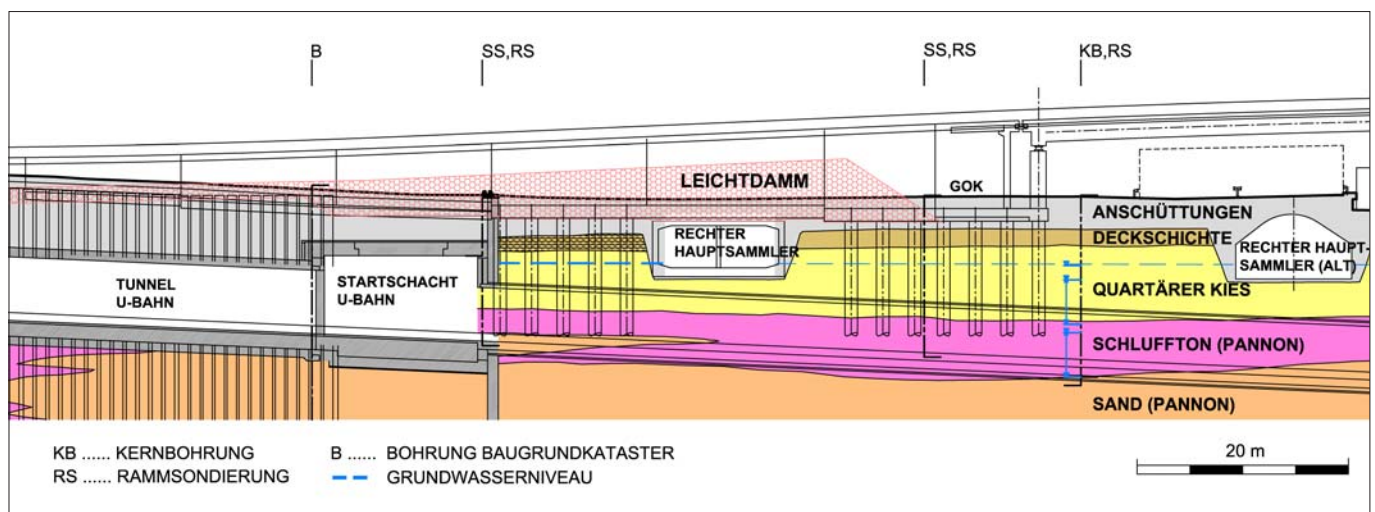 B
SS,RS
SS,RS
KB,RS
LEICHTDAMM
GOK
ANSCHÜTTUNGEN
DECKSCHICHTE
RECHTER
HAUPTSAMMLER
RECHTER HAUPT-
SAMMLER (ALT)
TUNNEL
U-BAHN
STARTSCHACHT
U-BAHN
QUARTÄRER KIES
SCHLUFFTON (PANNON)
SAND (PANNON)
KB ...... KERNBOHRUNG
RS ...... RAMMSONDIERUNG
B ...... BOHRUNG BAUGRUNDKATASTER
GRUNDWASSERNIVEAU
20 m